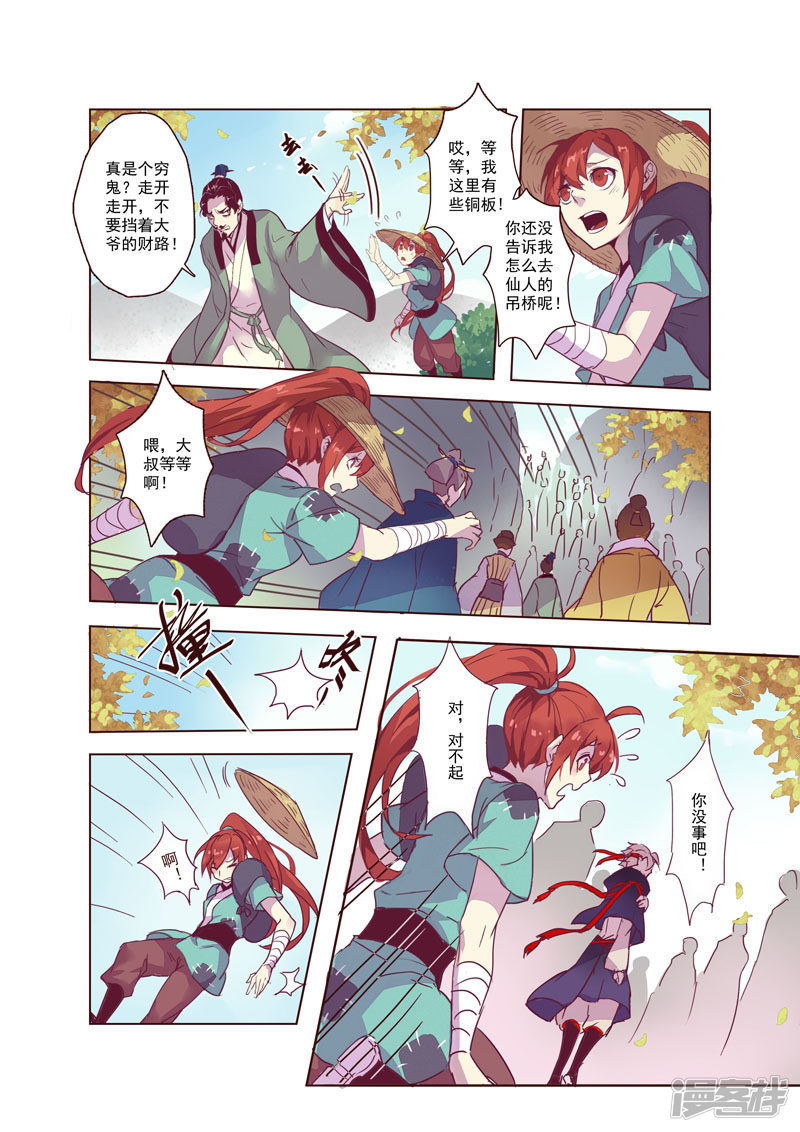 真是个穷
鬼？走开
走开，不
要挡着大
爷的财路！
去
去
哎，等
等，我
这里有
些铜板！
你还没
告诉我
怎么去
仙人的
吊桥呢！
喂，大
叔等等
啊！
撞
啊！
对，对不起
你没事吧！
漫客栈